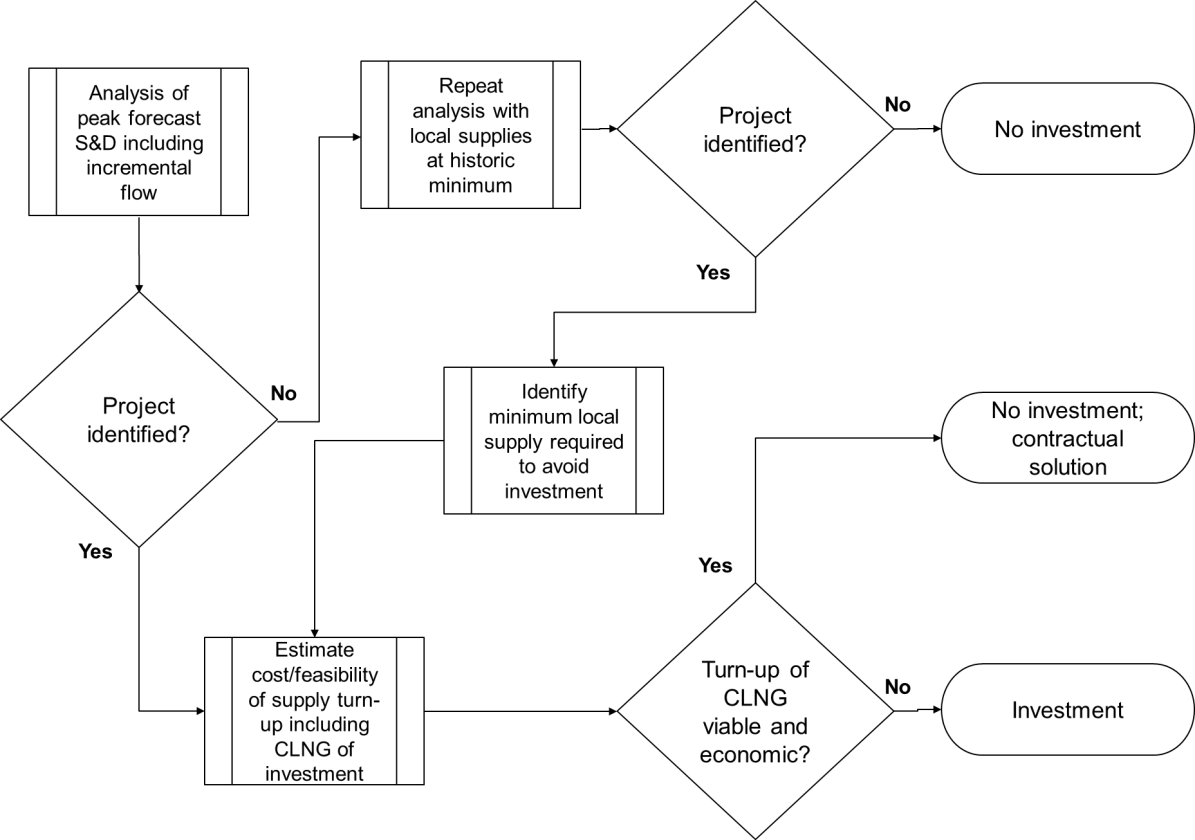 Analysis of
peak forecast
S&D including
incremental
flow
Project
identified?
No
Yes
Repeat
analysis with
local supplies
at historic
minimum
Project
identified?
No
No investment
Yes
Identify
minimum local
supply required
to avoid
investment
Estimate
cost/feasibility
of supply turn-
up including
CLNG of
investment
Turn-up of
CLNG
viable and
economic?
Yes
No investment;
contractual
solution
No
Investment